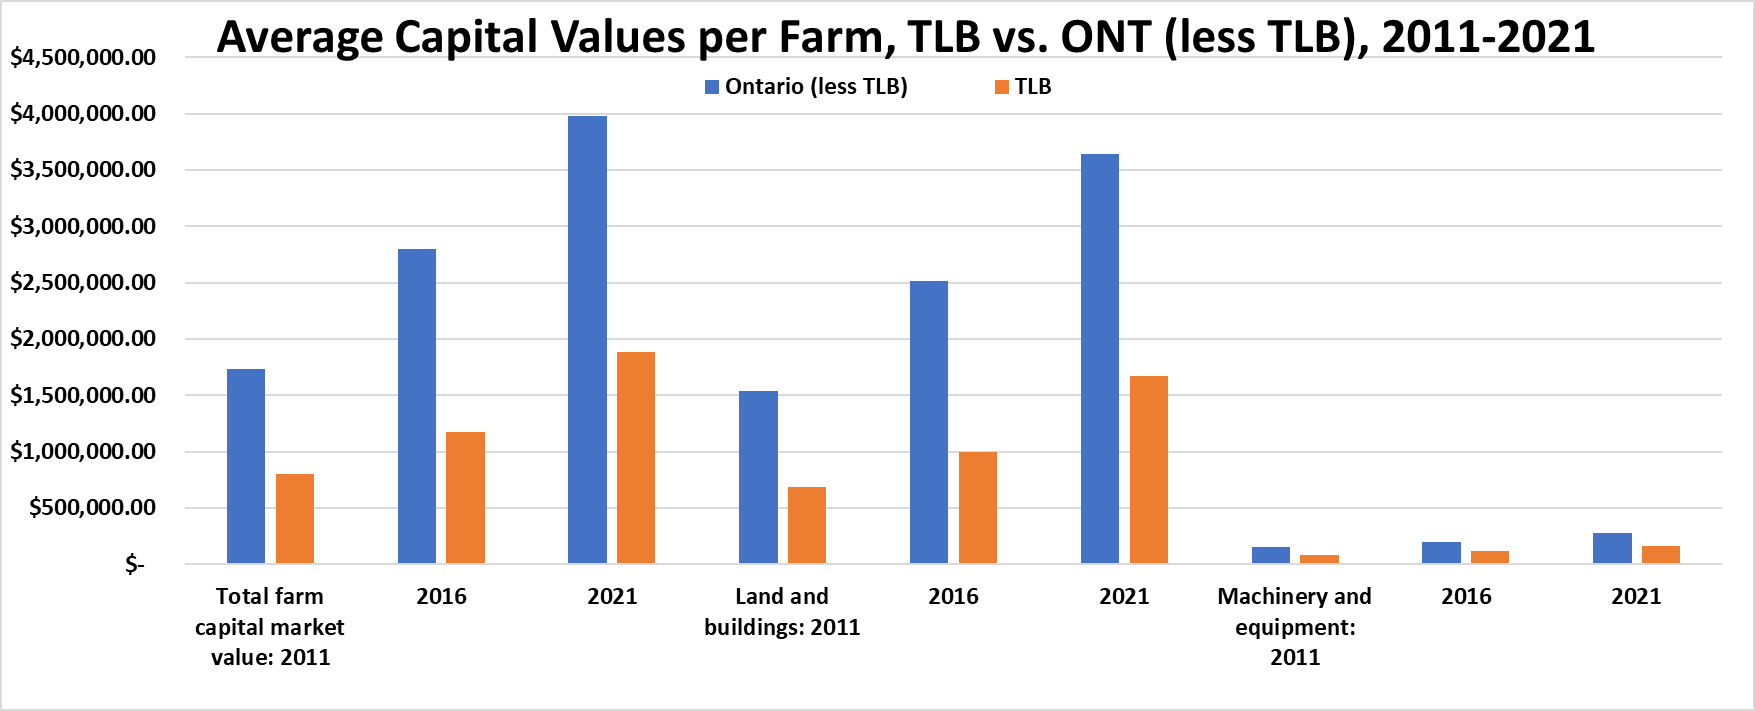 Average Capital Values per Farm, TLB vs. ONT (less TLB), 2011-2021
Ontario (less TLB)
TLB
$4,500,000.00
$4,000,000.00
$3,500,000.00
$3,000,000.00
$2,500,000.00
$2,000,000.00
$1,500,000.00
$1,000,000.00
$500,000.00
$-
Total farm
capital market
value: 2011
2016
2021
Land and
buildings: 2011
2016
2021
Machinery and
equipment:
2011
2016
2021